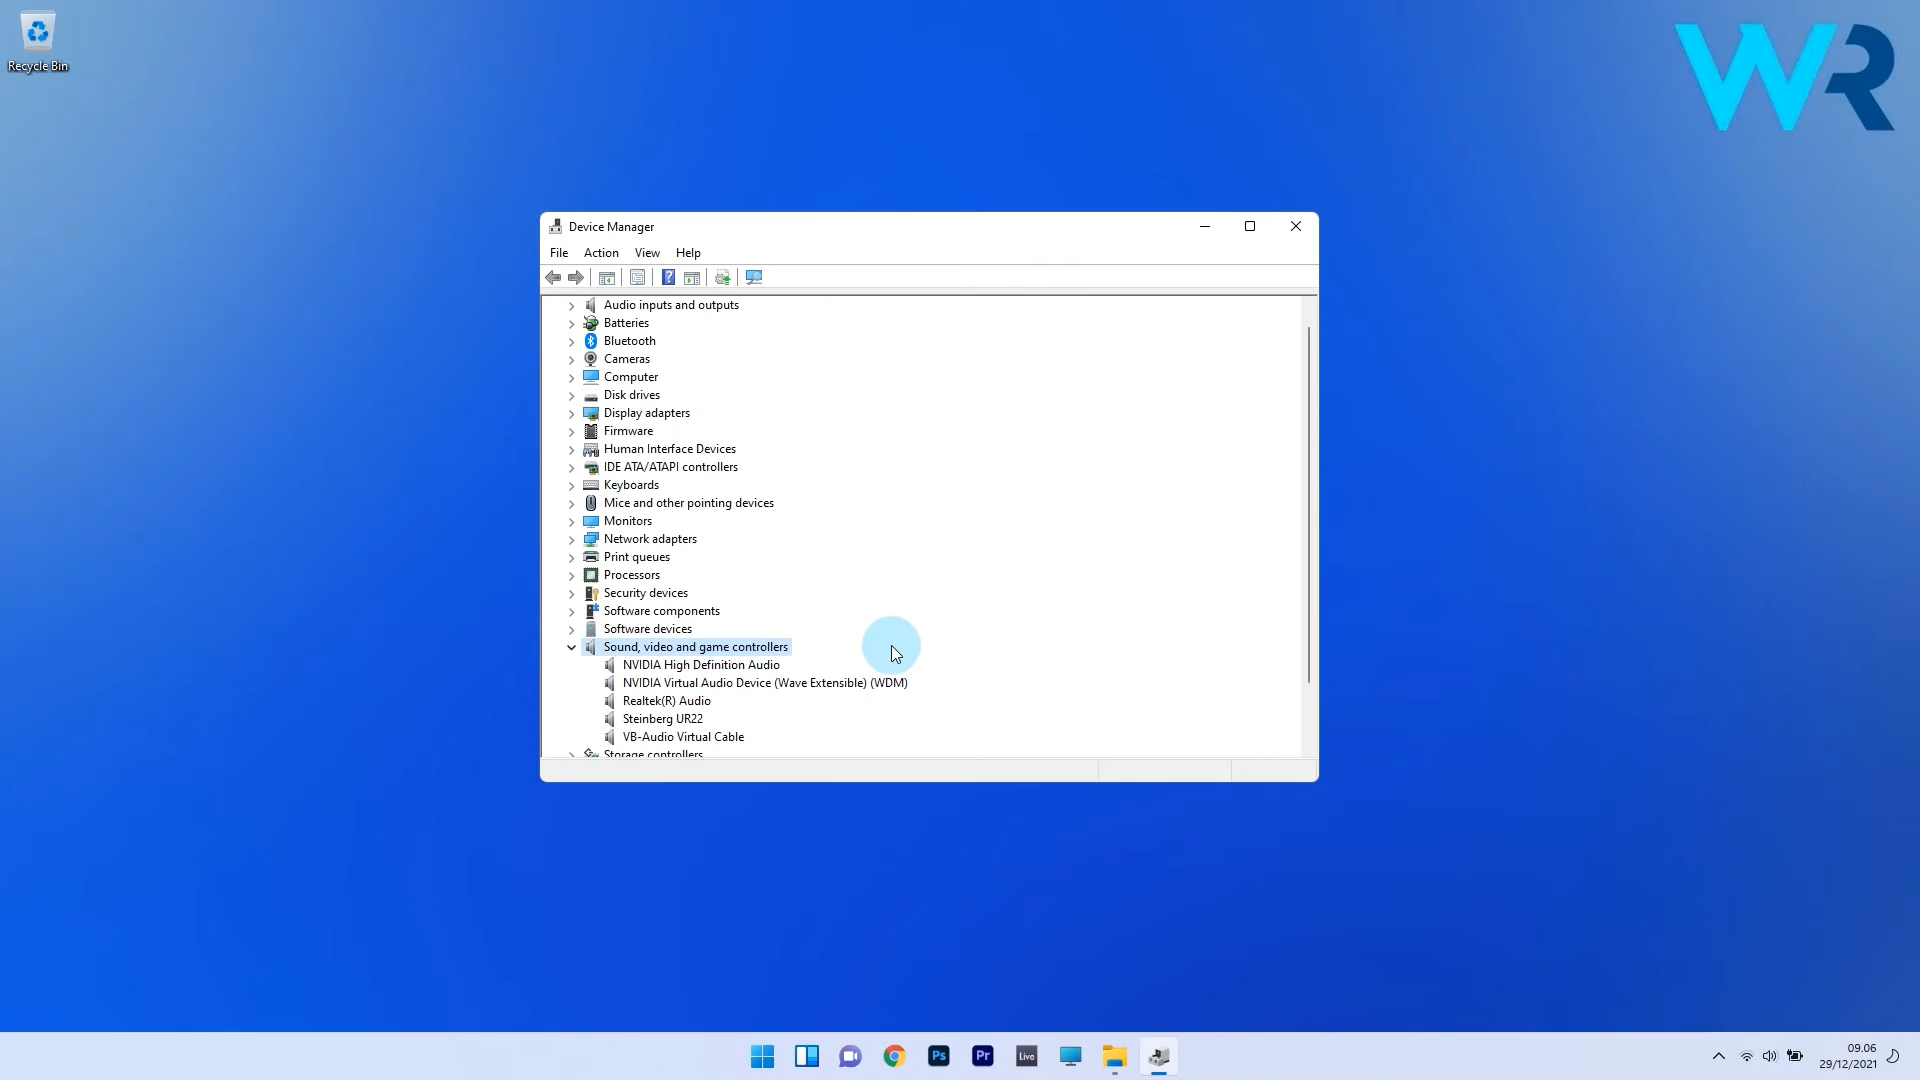 Recycle Bin
WR
Device Manager
File Action View Help
Audio inputs and outputs
Batteries
Bluetooth
Cameras
Computer
Disk drives
Display adapters
Firmware
Human Interface Devices
IDE ATA/ATAPI controllers
Keyboards
Mice and other pointing devices
Monitors
Network adapters
Print queues
Processors
Security devices
Software components
Software devices
Sound, video and game controllers
NVIDIA High Definition Audio
NVIDIA Virtual Audio Device (Wave Extensible) (WDM)
Realtek(R) Audio
Steinberg UR22
VB-Audio Virtual Cable
Storage controllers
Ps Pr Live
09.06
29/12/2021